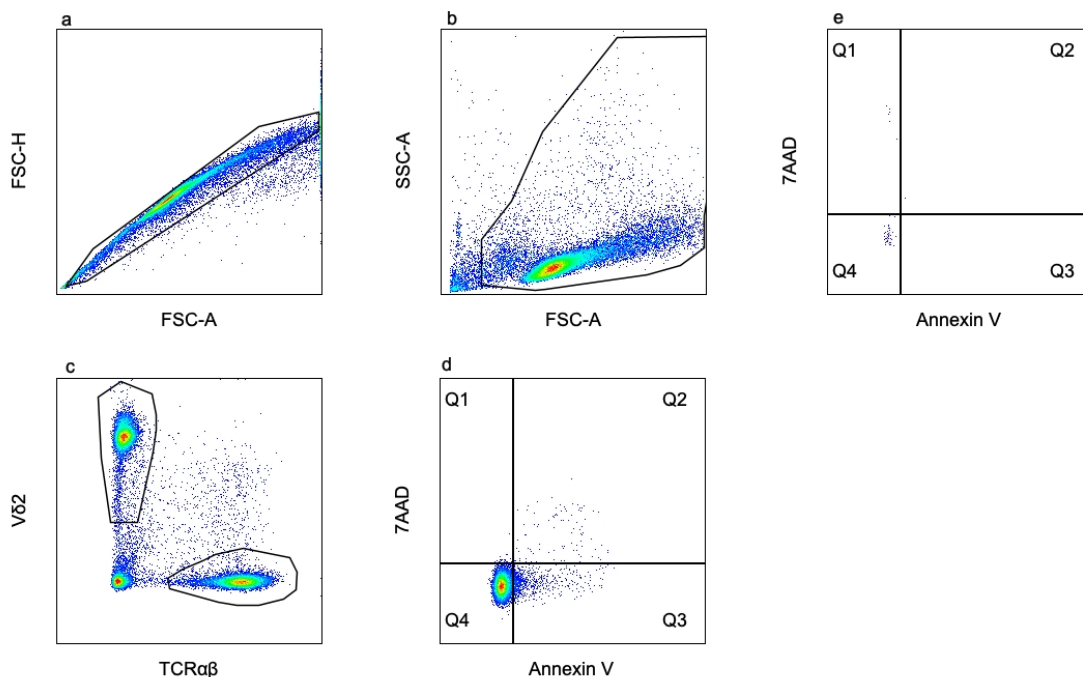 a
FSC-H
FSC-A
b
SSC-A
FSC-A
e
Q1 Q2
7AAD
Q4 Q3
Annexin V
c
Vδ2
TCRαβ
d
Q1 Q2
7AAD
Q4 Q3
Annexin V